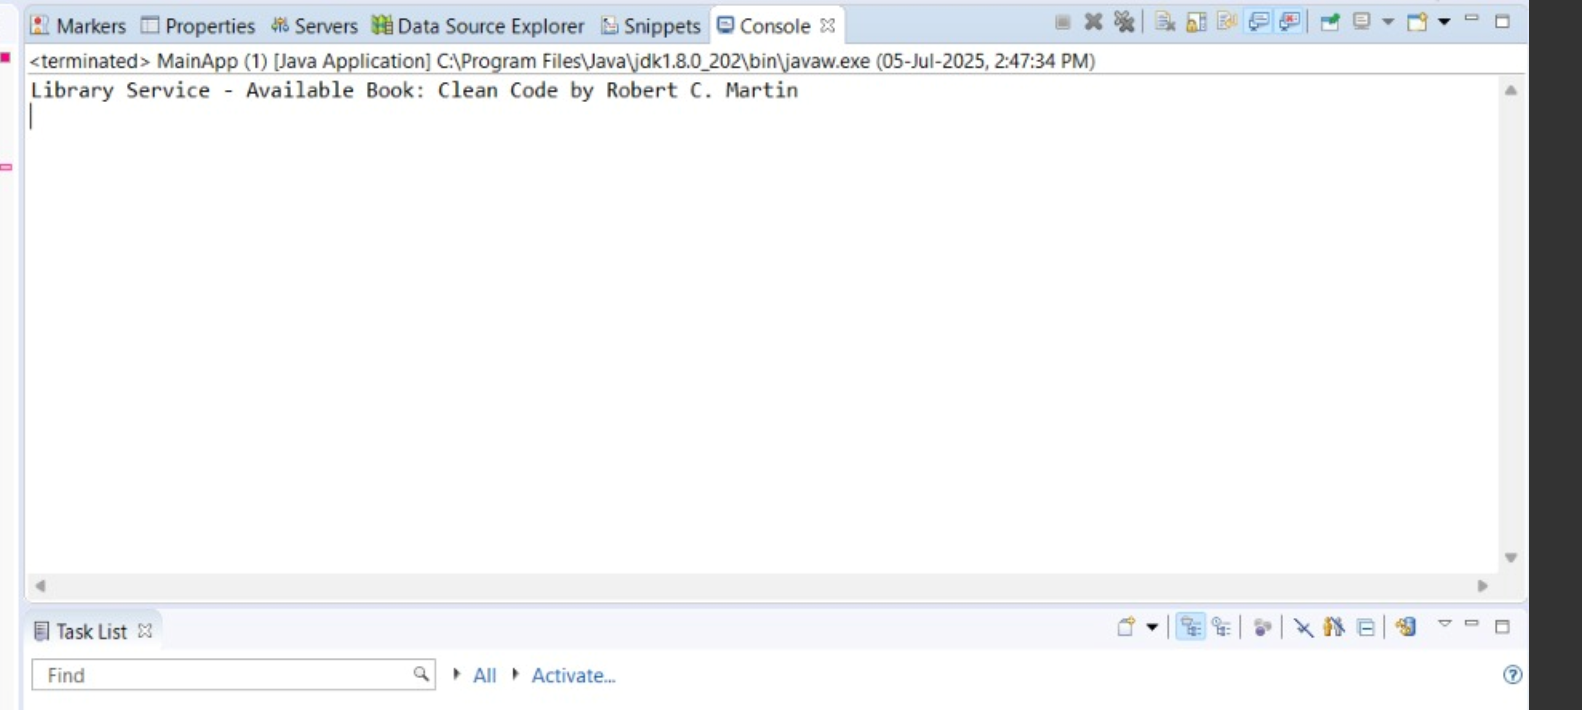 Markers Properties Servers Data Source Explorer Snippets Console
<terminated> MainApp (1) [Java Application] C:\Program Files\Java\jdk1.8.0_202\bin\javaw.exe (05-Jul-2025, 2:47:34 PM)
Library Service - Available Book: Clean Code by Robert C. Martin
Task List
Find All Activate...